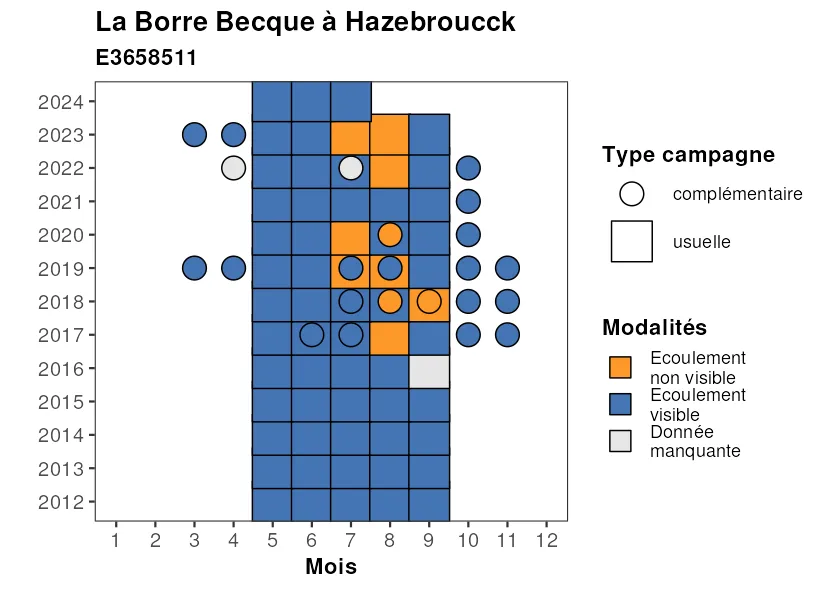 La Borre Becque à Hazebroucck
E3658511
2024
2023
2022
2021
2020
2019
2018
2017
2016
2015
2014
2013
2012
1 2 3 4 5 6 7 8 9 10 11 12
Mois
Type campagne
complémentaire
usuelle
Modalités
Ecoulement
non visible
Ecoulement
visible
Donnée
manquante